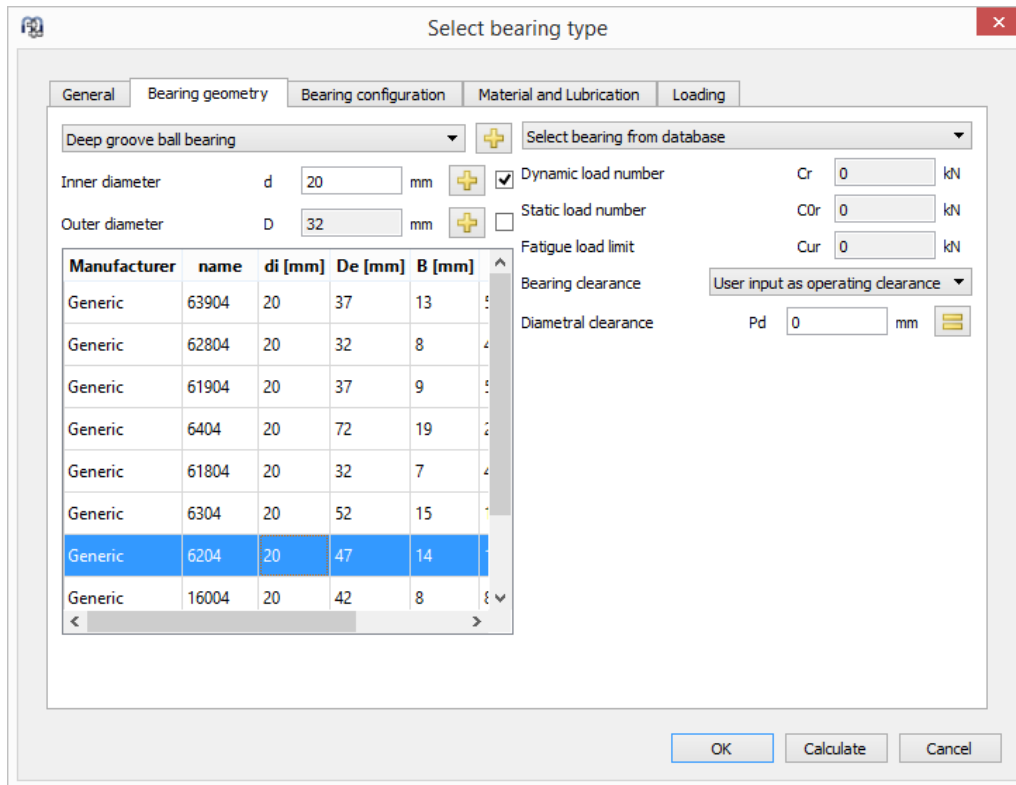 Select bearing type
General Bearing geometry Bearing configuration Material and Lubrication Loading
Deep groove ball bearing
Select bearing from database
Inner diameter d 20 mm
Dynamic load number Cr 0 kN
Outer diameter D 32 mm
Static load number C0r 0 kN
Fatigue load limit Cur 0 kN
Bearing clearance User input as operating clearance
Diametral clearance Pd 0 mm
Manufacturer name di [mm] De [mm] B [mm]
Generic 63904 20 37 13
Generic 62804 20 32 8
Generic 61904 20 37 9
Generic 6404 20 72 19
Generic 61804 20 32 7
Generic 6304 20 52 15
Generic 6204 20 47 14
Generic 16004 20 42 8
OK Calculate Cancel